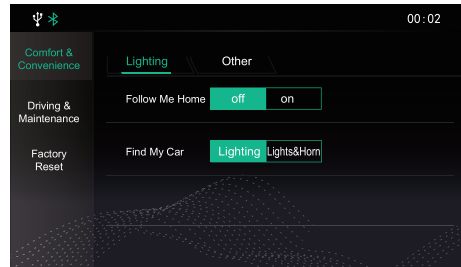 00:02
Comfort &
Convenience
Lighting
Other
Follow Me Home
off
on
Driving &
Maintenance
Find My Car
Lighting
Lights&Horn
Factory
Reset